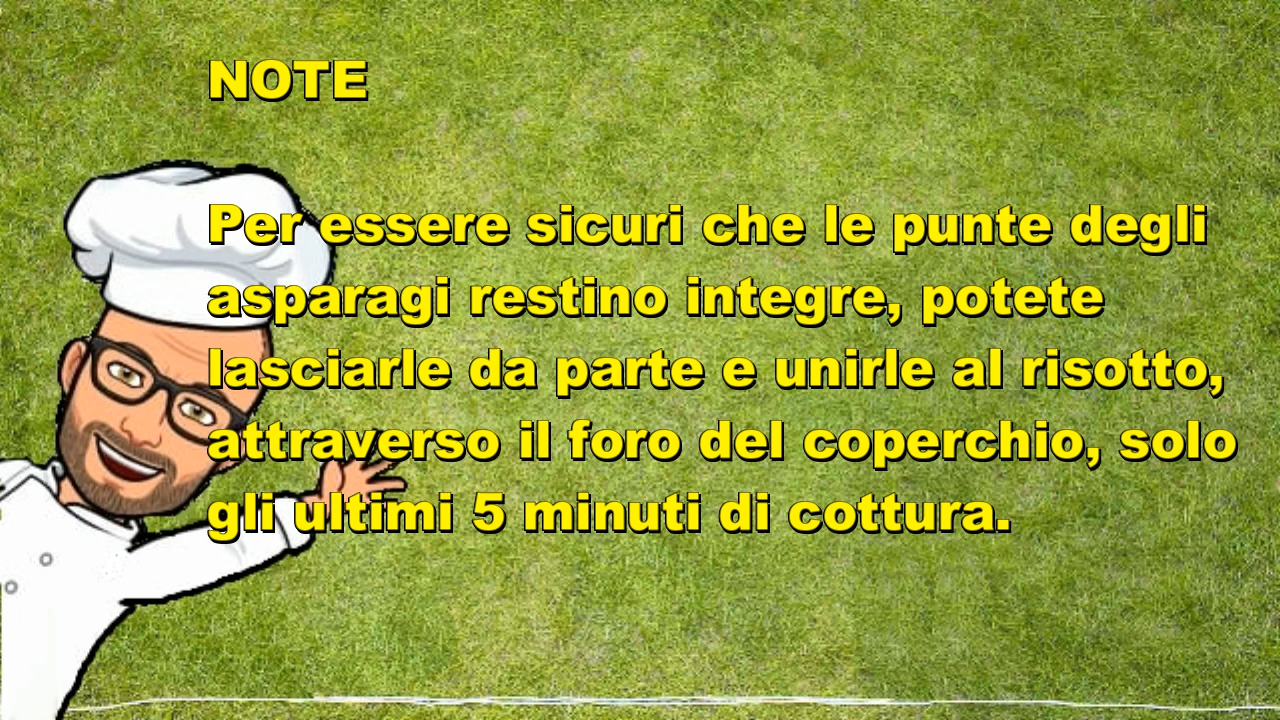 NOTE
Per essere sicuri che le punte degli
asparagi restino integre, potete
lasciarle da parte e unirle al risotto,
attraverso il foro del coperchio, solo
gli ultimi 5 minuti di cottura.